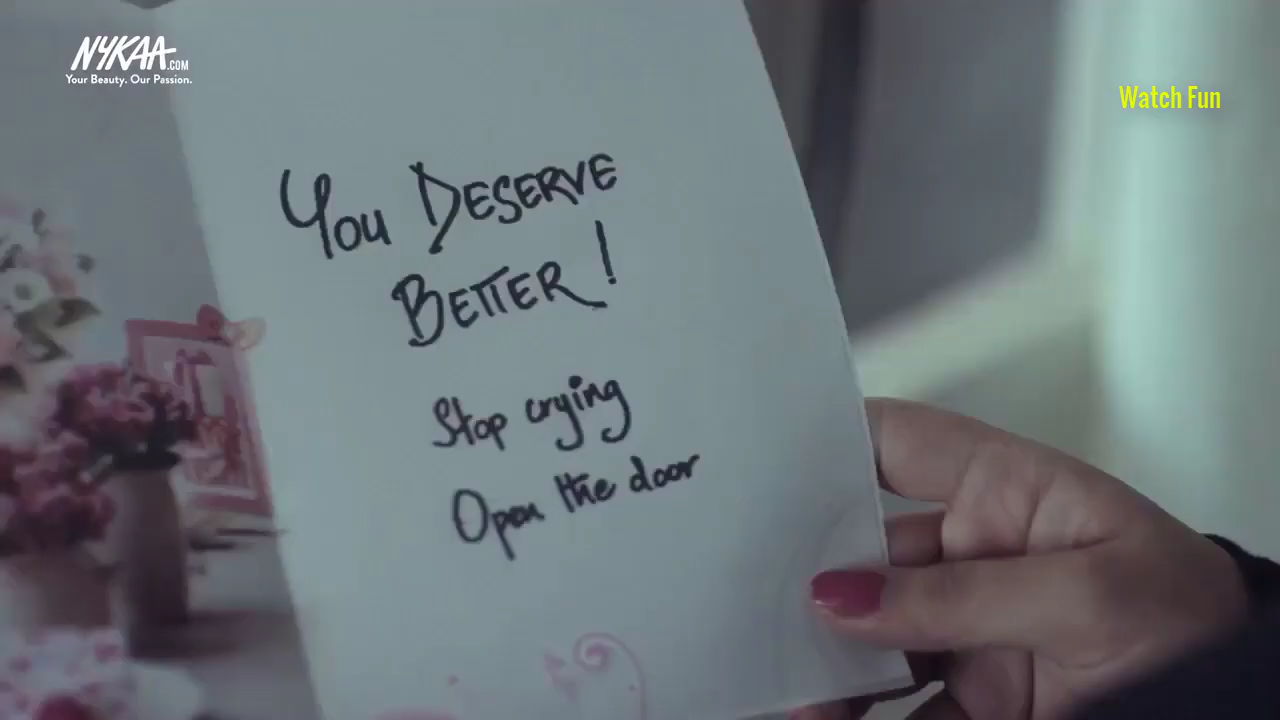 NYKAA.COM
Your Beauty. Our Passion.
Watch Fun
YOU DESERVE
BETTER!
Stop crying
Open the door